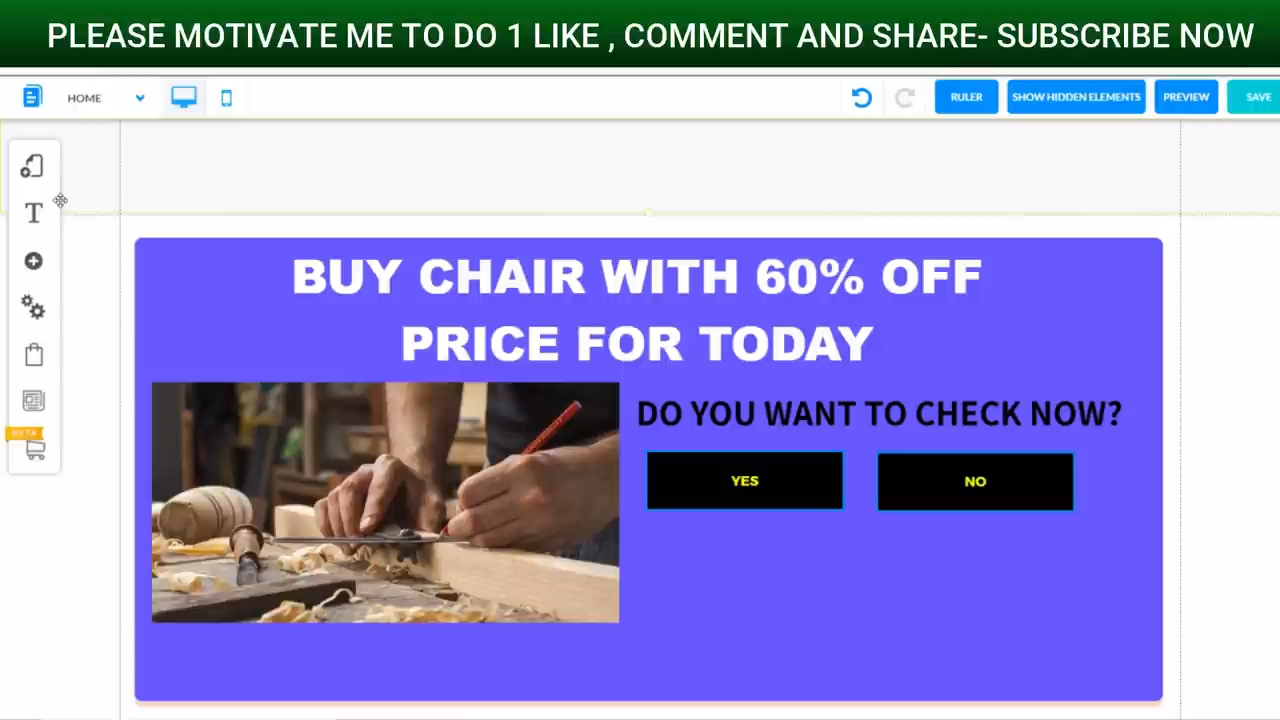 PLEASE MOTIVATE ME TO DO 1 LIKE , COMMENT AND SHARE- SUBSCRIBE NOW
HOME
RULER
SHOW HIDDEN ELEMENTS
PREVIEW
SAVE
T
BETA
BUY CHAIR WITH 60% OFF
PRICE FOR TODAY
DO YOU WANT TO CHECK NOW?
YES
NO